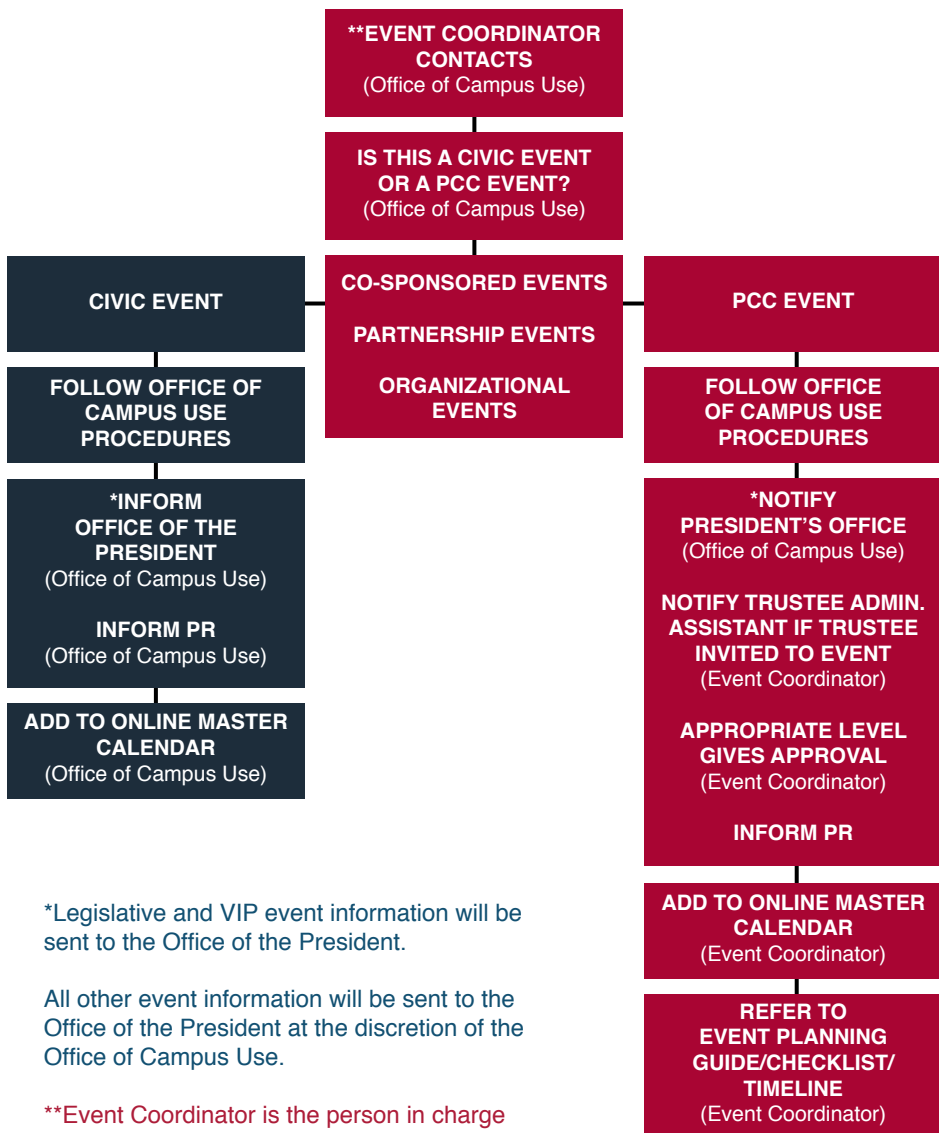 **EVENT COORDINATOR
CONTACTS
(Office of Campus Use)
IS THIS A CIVIC EVENT
OR A PCC EVENT?
(Office of Campus Use)
CIVIC EVENT
CO-SPONSORED EVENTS
PARTNERSHIP EVENTS
ORGANIZATIONAL
EVENTS
PCC EVENT
FOLLOW OFFICE OF
CAMPUS USE
PROCEDURES
*INFORM
OFFICE OF THE
PRESIDENT
(Office of Campus Use)
INFORM PR
(Office of Campus Use)
ADD TO ONLINE MASTER
CALENDAR
(Office of Campus Use)
FOLLOW OFFICE
OF CAMPUS USE
PROCEDURES
*NOTIFY
PRESIDENT’S OFFICE
(Office of Campus Use)
NOTIFY TRUSTEE ADMIN.
ASSISTANT IF TRUSTEE
INVITED TO EVENT
(Event Coordinator)
APPROPRIATE LEVEL
GIVES APPROVAL
(Event Coordinator)
INFORM PR
ADD TO ONLINE MASTER
CALENDAR
(Event Coordinator)
REFER TO
EVENT PLANNING
GUIDE/CHECKLIST/
TIMELINE
(Event Coordinator)
*Legislative and VIP event information will be
sent to the Office of the President.
All other event information will be sent to the
Office of the President at the discretion of the
Office of Campus Use.
**Event Coordinator is the person in charge